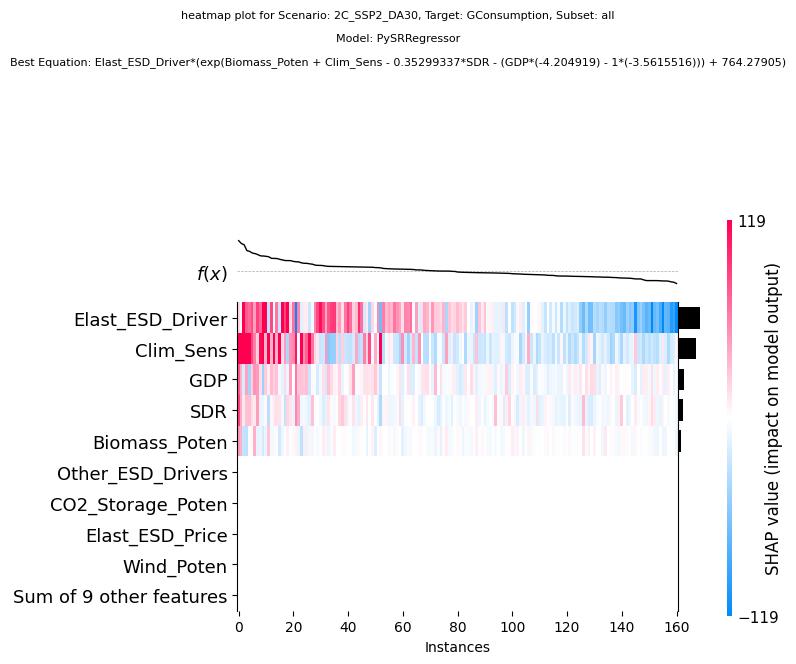 heatmap plot for Scenario: 2C_SSP2_DA30, Target: GConsumption, Subset: all
Model: PySRRegressor
Best Equation: Elast_ESD_Driver*(exp(Biomass_Poten + Clim_Sens - 0.35299337*SDR - (GDP*(-4.204919) - 1*(-3.5615516))) + 764.27905)
119
f(x)
Elast_ESD_Driver
Clim_Sens
GDP
SDR
Biomass_Poten
Other_ESD_Drivers
CO2_Storage_Poten
Elast_ESD_Price
Wind_Poten
Sum of 9 other features
SHAP value (impact on model output)
−119
0 20 40 60 80 100 120 140 160
Instances